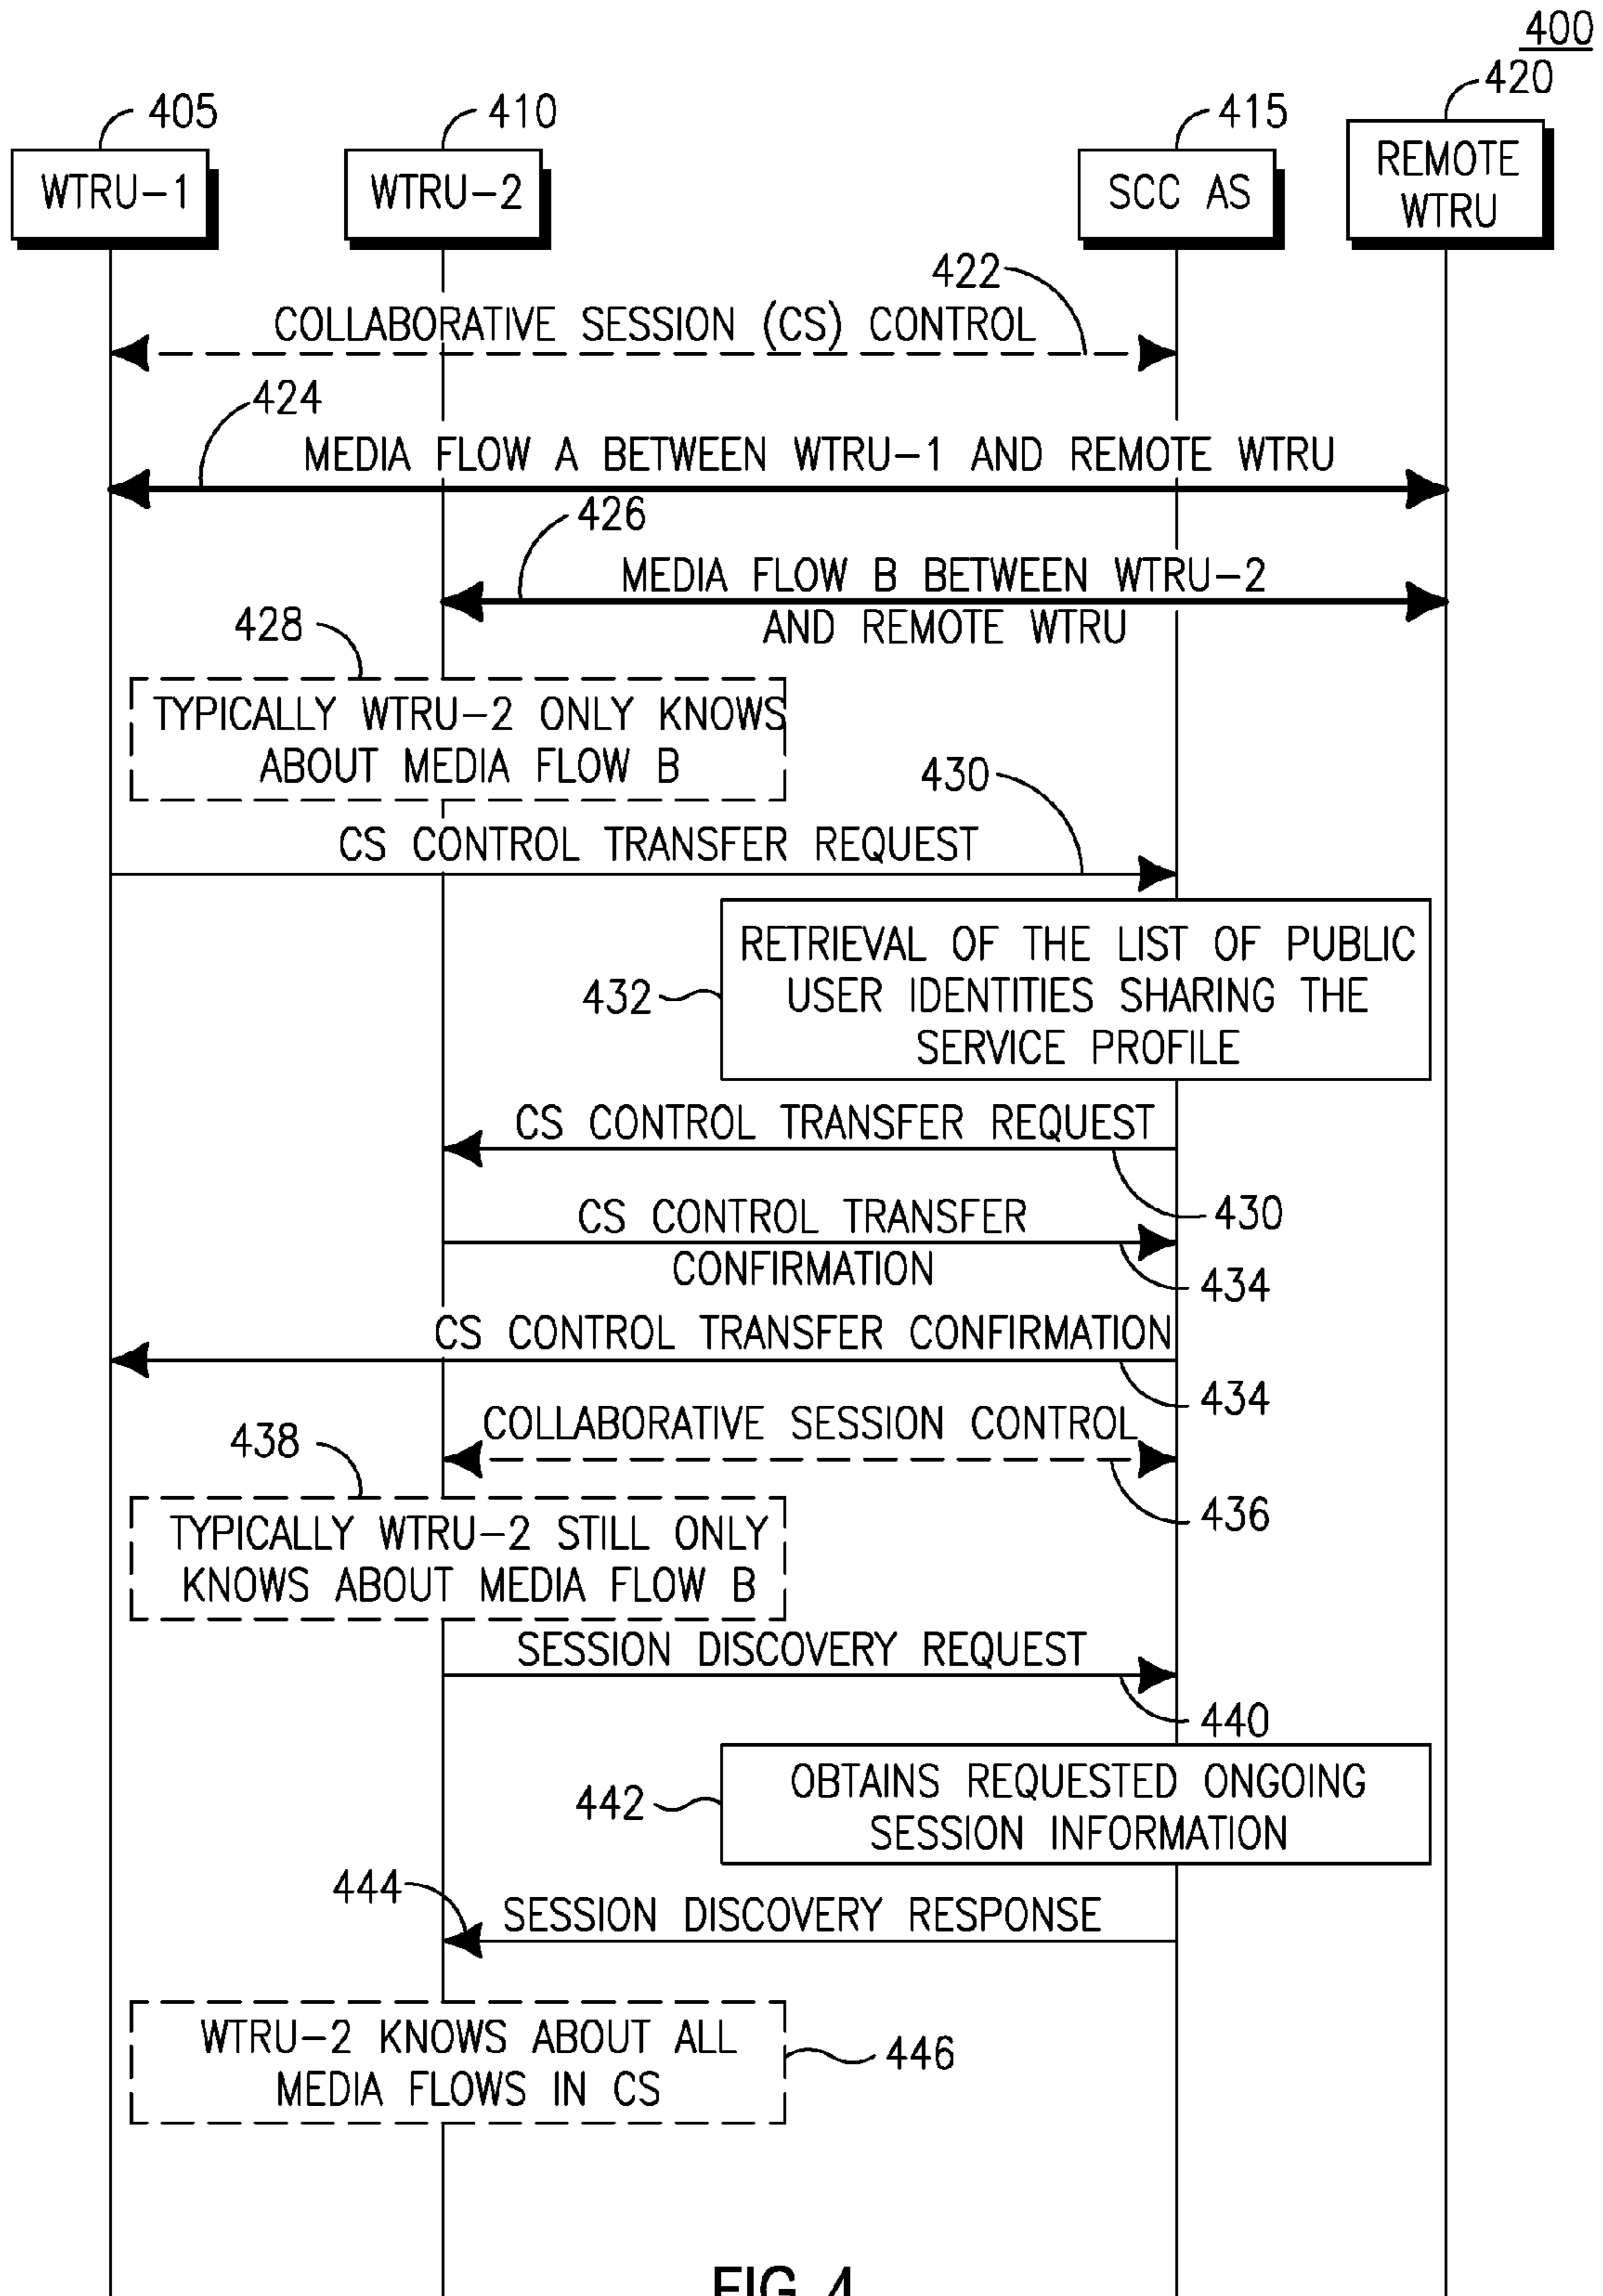 400
405
410
415
420
WTRU-1
WTRU-2
SCC AS
REMOTE
WTRU
422
COLLABORATIVE SESSION (CS) CONTROL
424
MEDIA FLOW A BETWEEN WTRU-1 AND REMOTE WTRU
426
MEDIA FLOW B BETWEEN WTRU-2
AND REMOTE WTRU
428
TYPICALLY WTRU-2 ONLY KNOWS
ABOUT MEDIA FLOW B
430
CS CONTROL TRANSFER REQUEST
432
RETRIEVAL OF THE LIST OF PUBLIC
USER IDENTITIES SHARING THE
SERVICE PROFILE
CS CONTROL TRANSFER REQUEST
430
CS CONTROL TRANSFER
CONFIRMATION
434
CS CONTROL TRANSFER CONFIRMATION
434
COLLABORATIVE SESSION CONTROL
436
438
TYPICALLY WTRU-2 STILL ONLY
KNOWS ABOUT MEDIA FLOW B
SESSION DISCOVERY REQUEST
440
442
OBTAINS REQUESTED ONGOING
SESSION INFORMATION
444
SESSION DISCOVERY RESPONSE
WTRU-2 KNOWS ABOUT ALL
MEDIA FLOWS IN CS
446
FIG. 4